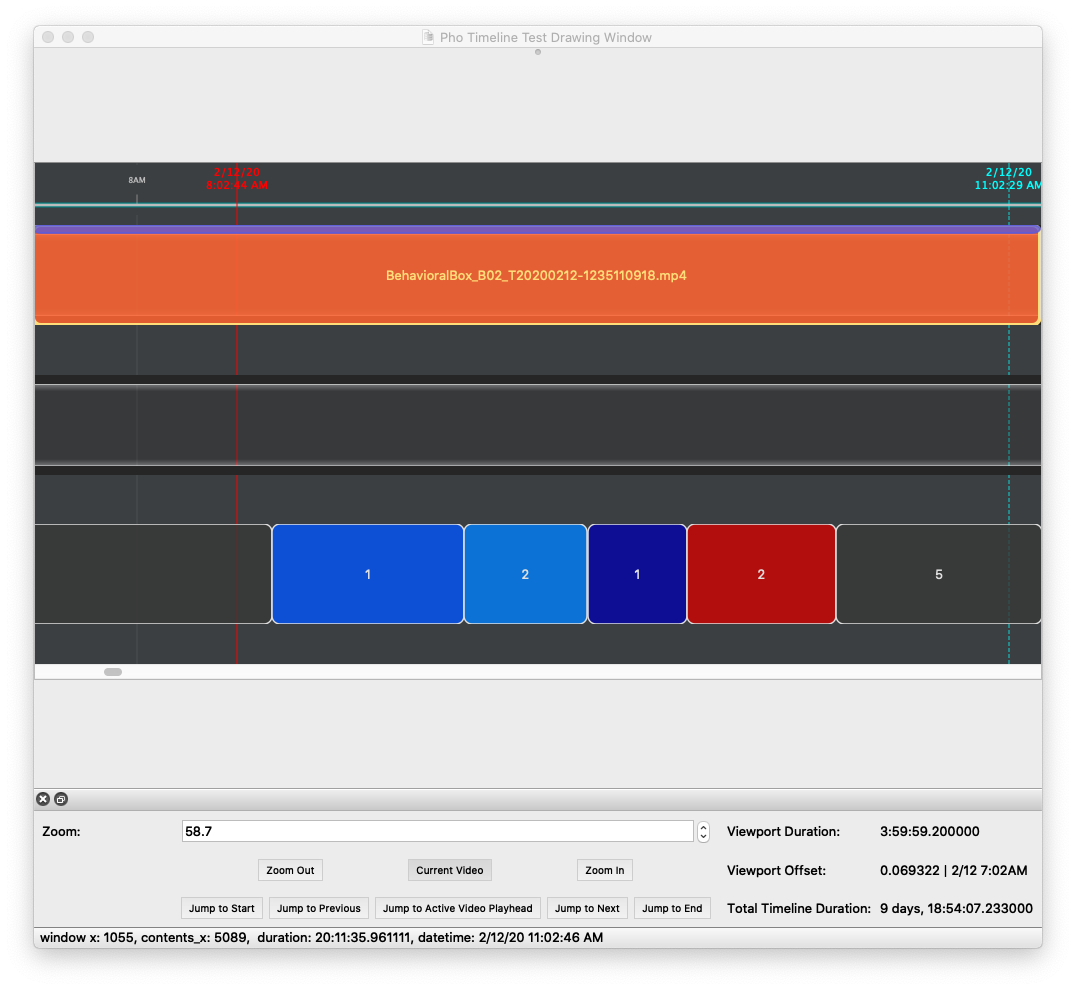 Pho Timeline Test Drawing Window
8AM
2/12/20
8:02:44 AM
2/12/20
11:02:29 AM
BehavioralBox_B02_T20200212-1235110918.mp4
1
2
1
2
5
Zoom:
58.7
Viewport Duration:
3:59:59.200000
Zoom Out
Current Video
Zoom In
Viewport Offset:
0.069322 | 2/12 7:02AM
Jump to Start
Jump to Previous
Jump to Active Video Playhead
Jump to Next
Jump to End
Total Timeline Duration:
9 days, 18:54:07.233000
window x: 1055, contents_x: 5089,  duration: 20:11:35.961111, datetime: 2/12/20 11:02:46 AM